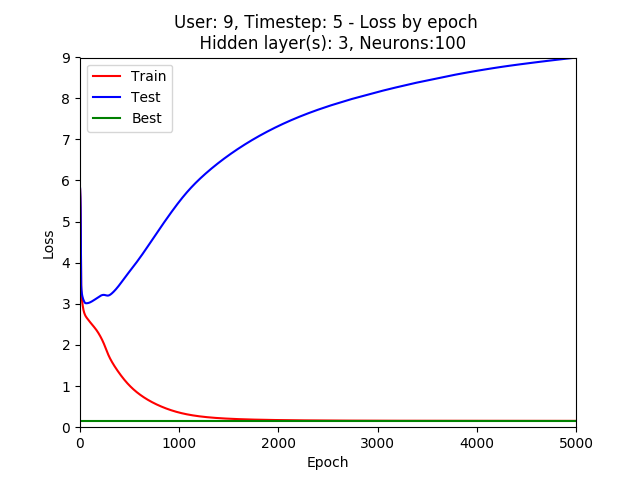 User: 9, Timestep: 5 - Loss by epoch
Hidden layer(s): 3, Neurons:100
9
8
7
6
5
4
3
2
1
0
Loss
Train
Test
Best
0 1000 2000 3000 4000 5000
Epoch